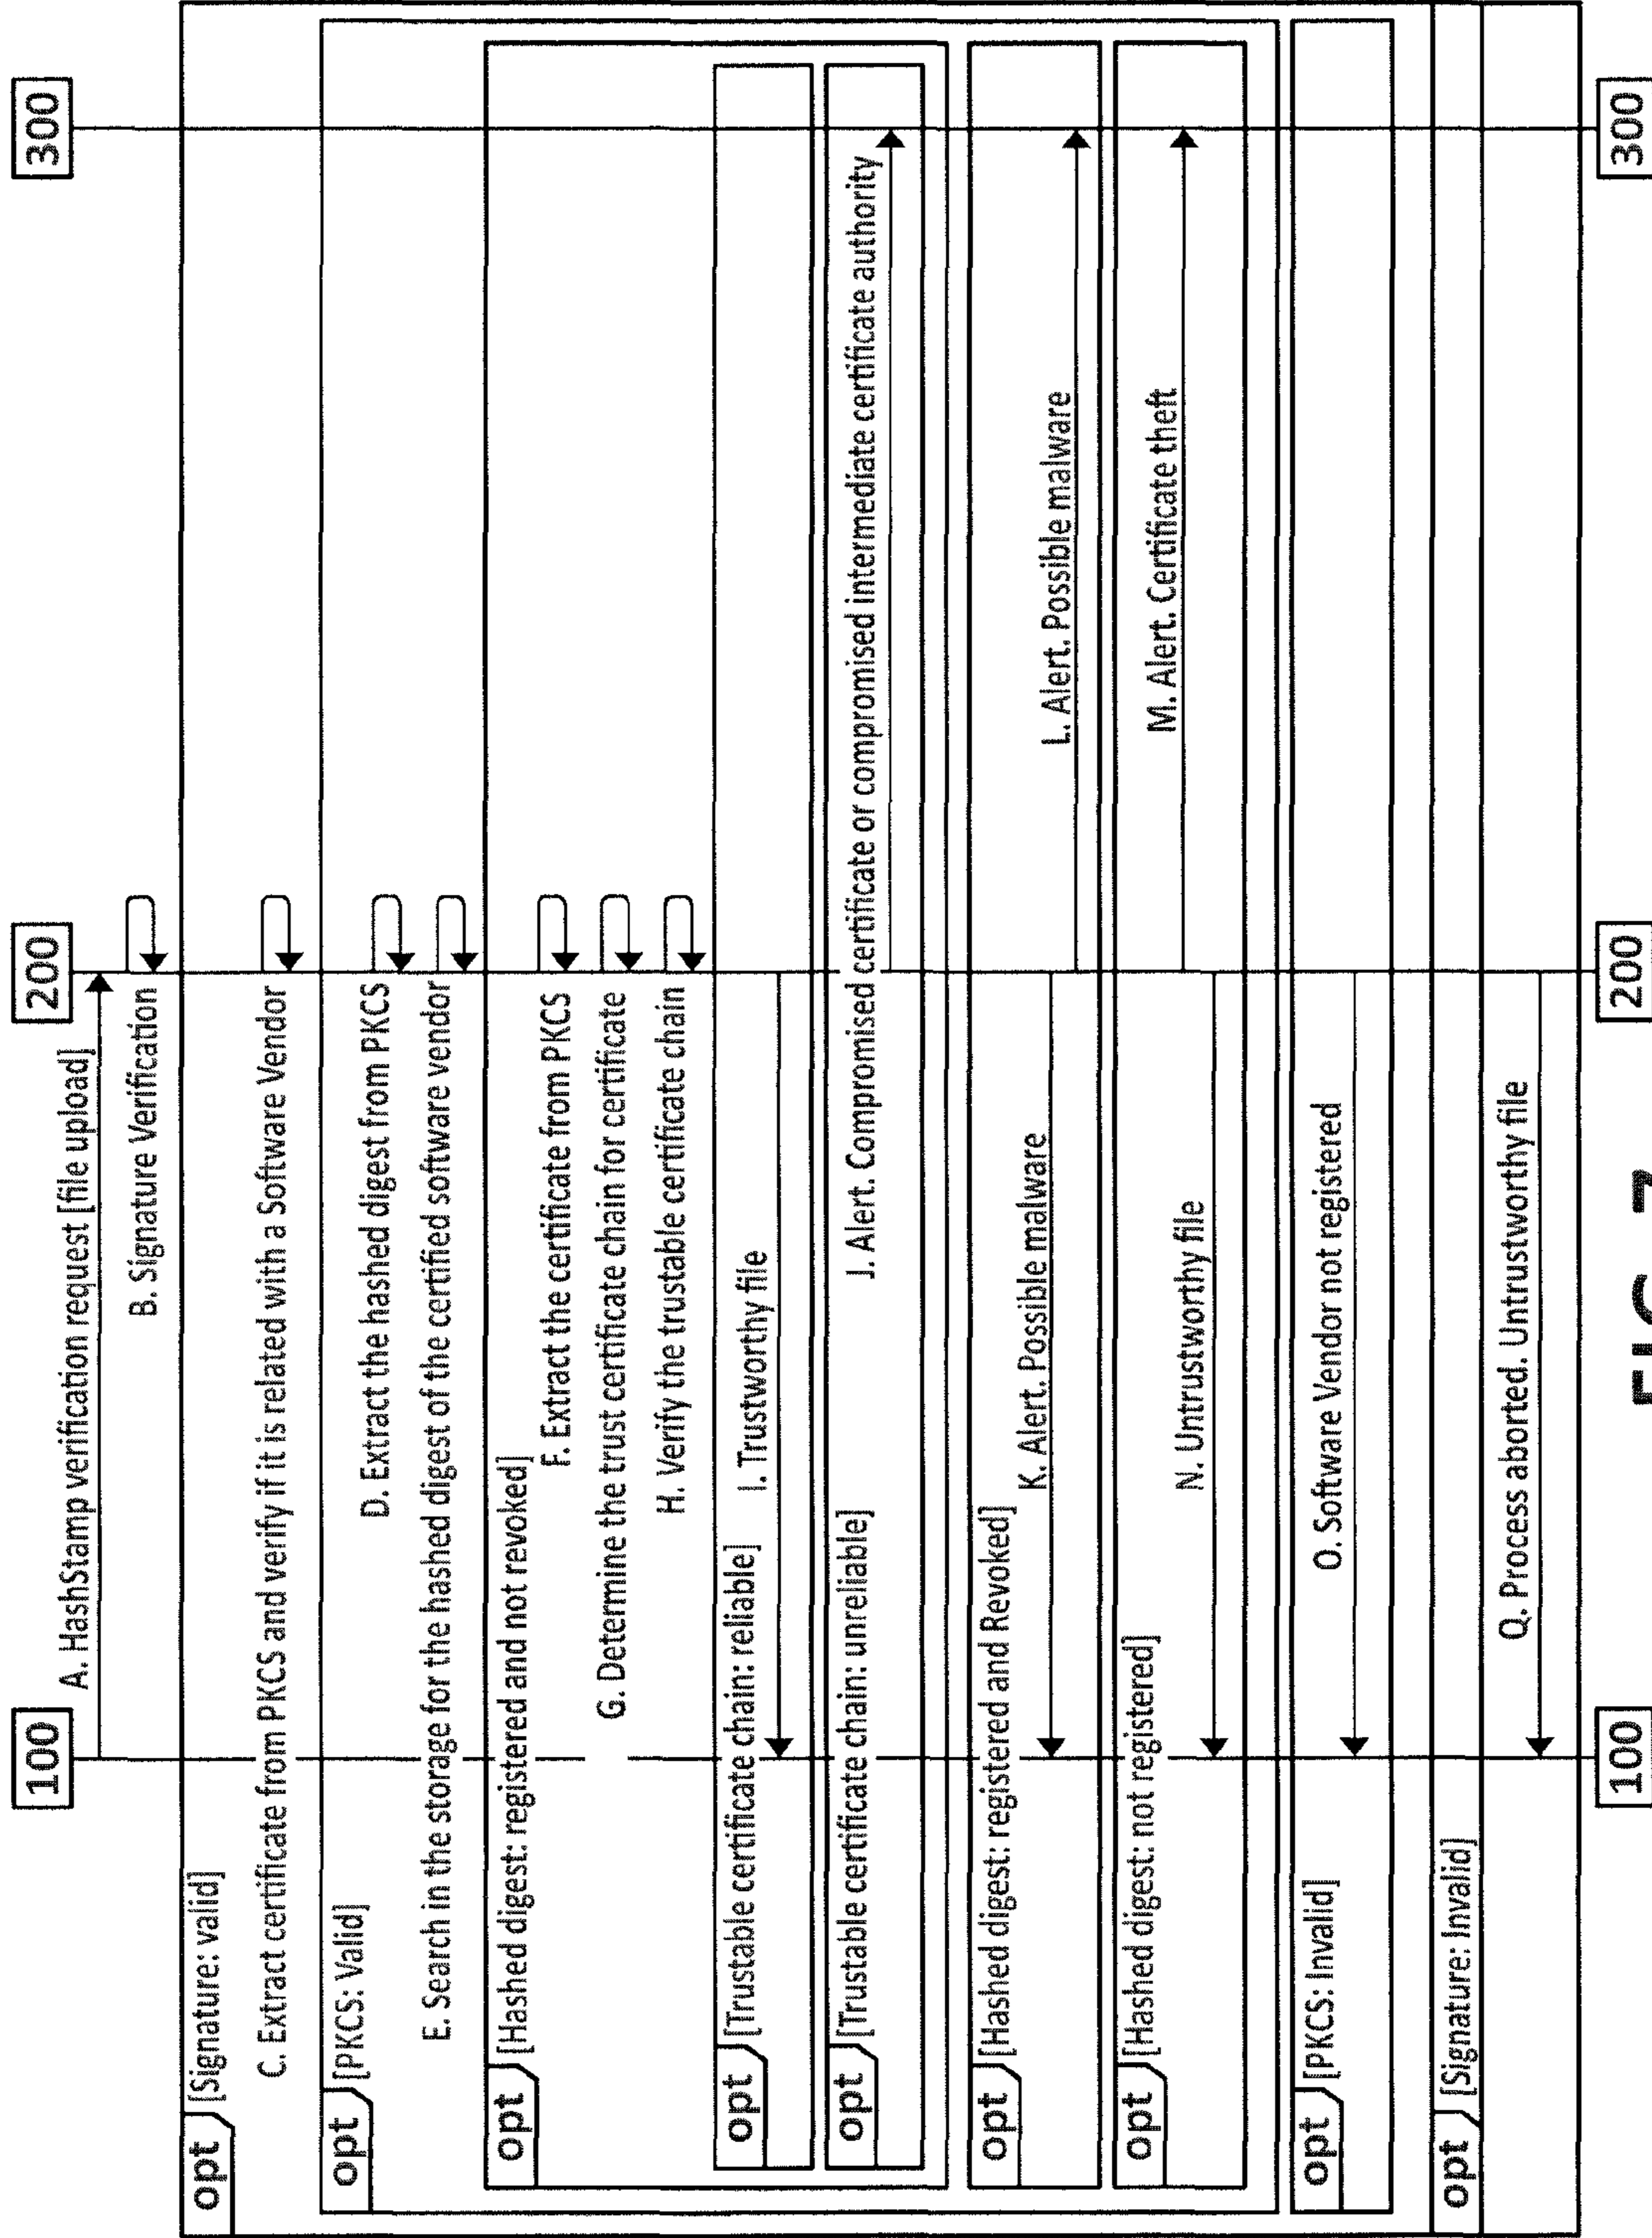 100
200
300
A. HashStamp verification request [file upload]
B. Signature Verification
opt [Signature: valid]
C. Extract certificate from PKCS and verify if it is related with a Software Vendor
opt [PKCS: Valid]
D. Extract the hashed digest from PKCS
E. Search in the storage for the hashed digest of the certified software vendor
opt [Hashed digest: registered and not revoked]
F. Extract the certificate from PKCS
G. Determine the trust certificate chain for certificate
H. Verify the trustable certificate chain
opt [Trustable certificate chain: reliable]
I. Trustworthy file
opt [Trustable certificate chain: unreliable]
J. Alert. Compromised certificate or compromised intermediate certificate authority
opt [Hashed digest: registered and Revoked]
K. Alert. Possible malware
L. Alert. Possible malware
opt [Hashed digest: not registered]
M. Alert. Certificate theft
N. Untrustworthy file
opt [PKCS: Invalid]
O. Software Vendor not registered
opt [Signature: Invalid]
Q. Process aborted. Untrustworthy file
100
200
300